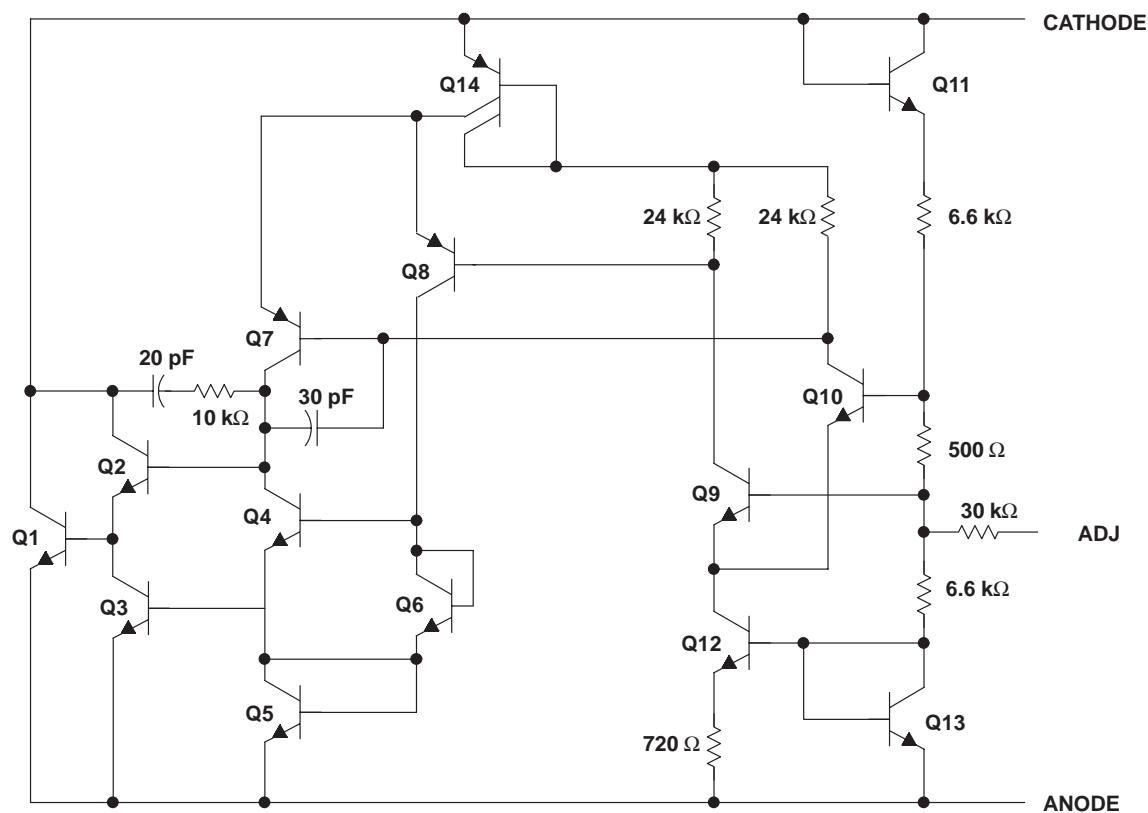 CATHODE
Q14
Q11
24 kΩ
24 kΩ
6.6 kΩ
Q8
Q7
20 pF
10 kΩ
30 pF
Q10
500 Ω
Q2
Q9
Q4
30 kΩ
ADJ
Q1
6.6 kΩ
Q3
Q6
Q12
Q5
Q13
720 Ω
ANODE